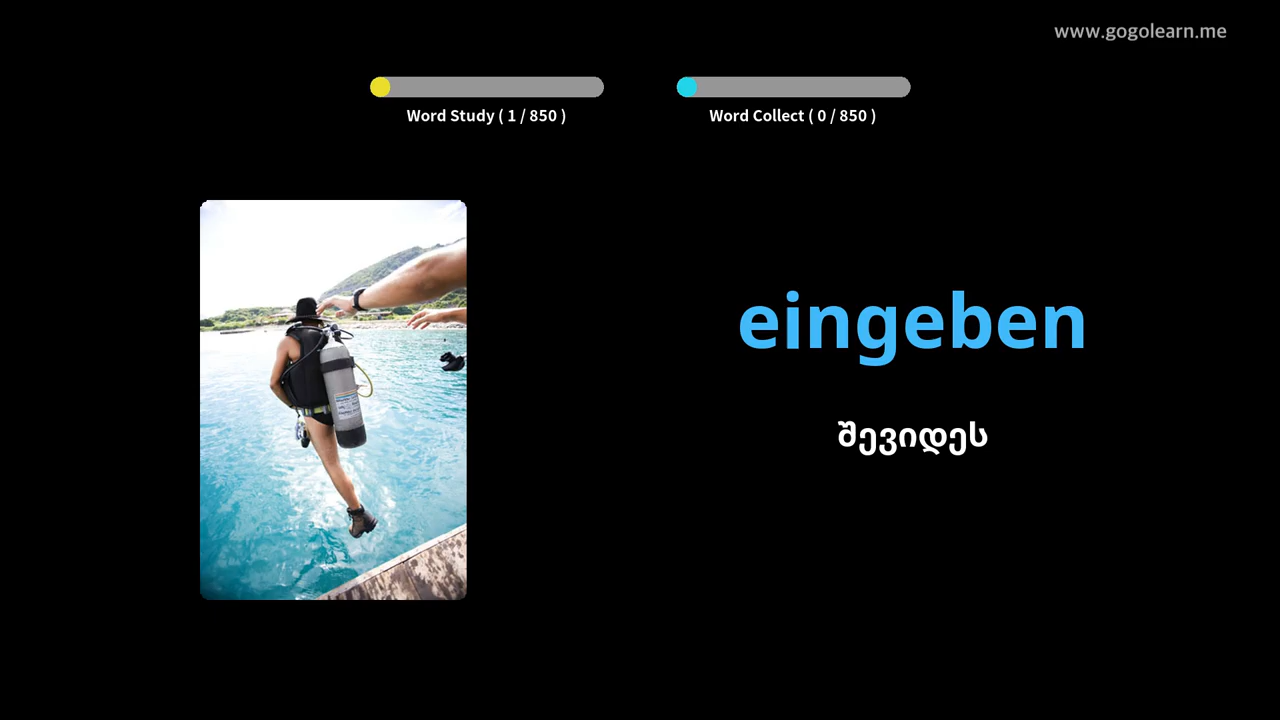 www.gogolearn.me
Word Study ( 1 / 850 )
Word Collect ( 0 / 850 )
eingeben
შევიდეს